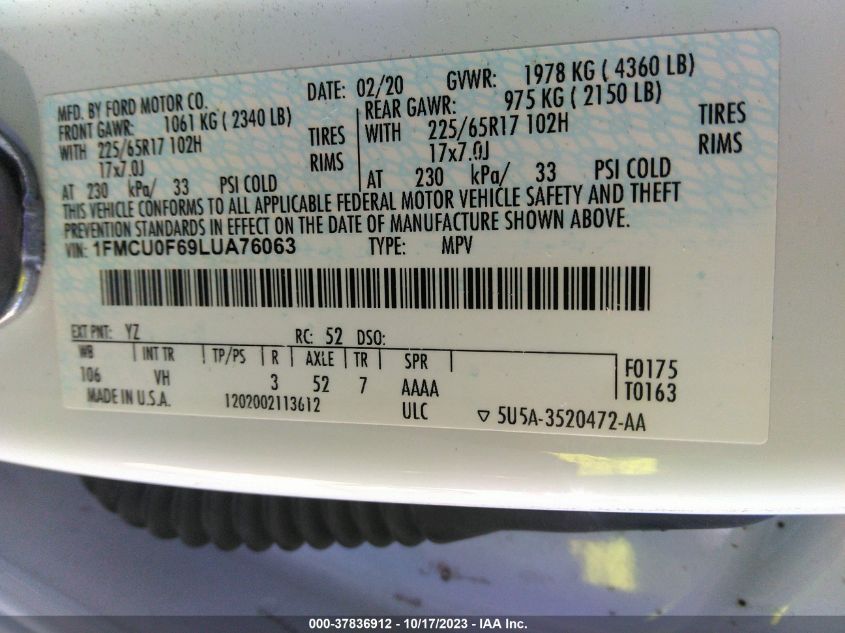 MFD. BY FORD MOTOR CO.
DATE: 02/20 GVWR: 1978 KG ( 4360 LB)
FRONT GAWR: 1061 KG ( 2340 LB) REAR GAWR: 975 KG ( 2150 LB)
WITH 225/65R17 102H TIRES WITH 225/65R17 102H TIRES
17x7.0J RIMS 17x7.0J RIMS
AT 230 kPa/ 33 PSI COLD AT 230 kPa/ 33 PSI COLD
THIS VEHICLE CONFORMS TO ALL APPLICABLE FEDERAL MOTOR VEHICLE SAFETY AND THEFT
PREVENTION STANDARDS IN EFFECT ON THE DATE OF MANUFACTURE SHOWN ABOVE.
VIN: 1FMCU0F69LUA76063 TYPE: MPV
EXT PNT: YZ RC: 52 DSO:
WB INT TR TP/PS R AXLE TR SPR F0175
106 VH 3 52 7 AAAA T0163
MADE IN U.S.A. 1202002113612 ULC ▽ 5U5A-3520472-AA
000-37836912 - 10/17/2023 - IAA Inc.